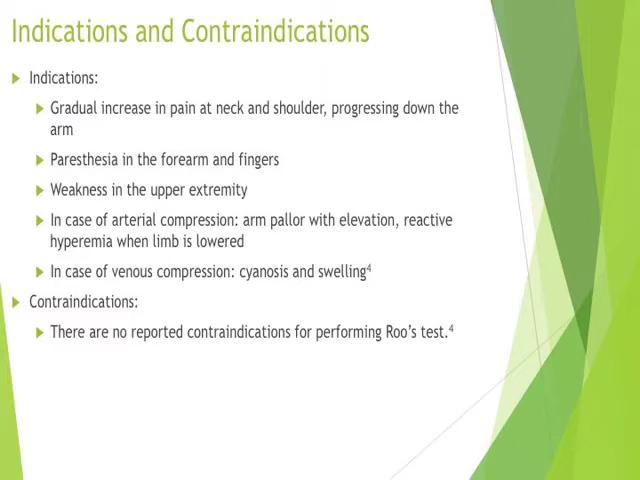 Indications and Contraindications
Indications:
Gradual increase in pain at neck and shoulder, progressing down the
arm
Paresthesia in the forearm and fingers
Weakness in the upper extremity
In case of arterial compression: arm pallor with elevation, reactive
hyperemia when limb is lowered
In case of venous compression: cyanosis and swelling⁴
Contraindications:
There are no reported contraindications for performing Roo’s test.⁴